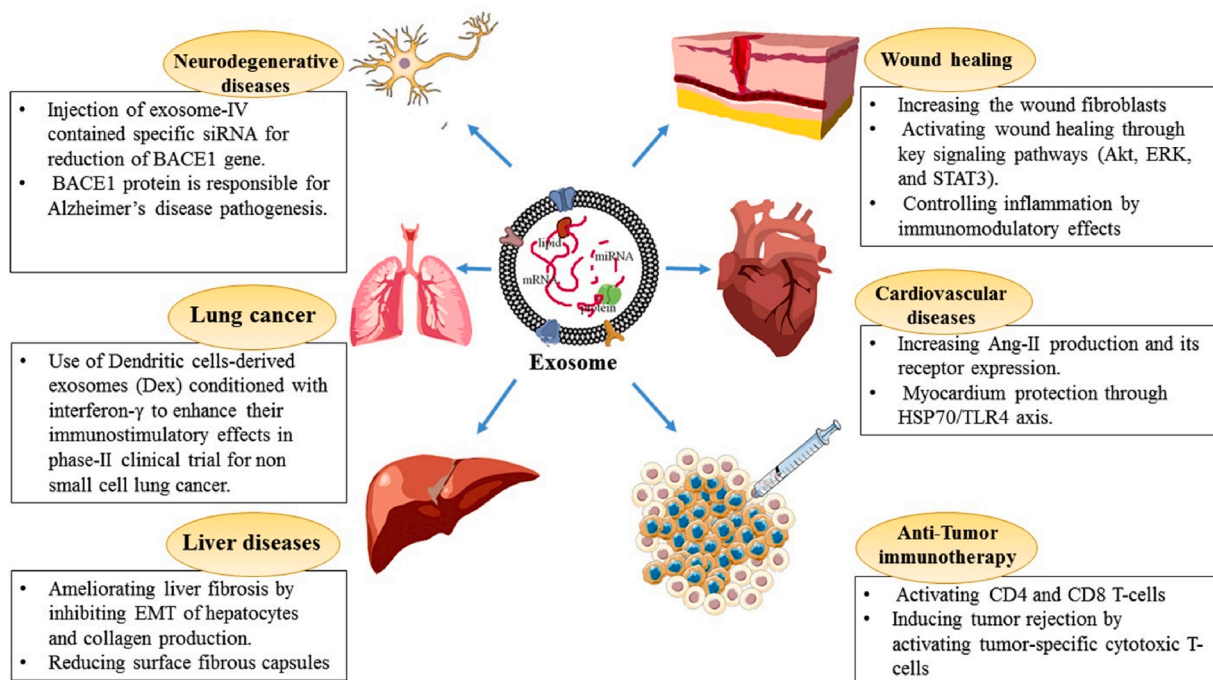 Neurodegenerative
diseases
• Injection of exosome-IV
contained specific siRNA for
reduction of BACE1 gene.
• BACE1 protein is responsible for
Alzheimer's disease pathogenesis.
Lung cancer
• Use of Dendritic cells-derived
exosomes (Dex) conditioned with
interferon-γ to enhance their
immunostimulatory effects in
phase-II clinical trial for non
small cell lung cancer.
Liver diseases
• Ameliorating liver fibrosis by
inhibiting EMT of hepatocytes
and collagen production.
• Reducing surface fibrous capsules
lipid
miRNA
mRNA
protein
Exosome
Wound healing
• Increasing the wound fibroblasts
• Activating wound healing through
key signaling pathways (Akt, ERK,
and STAT3).
• Controlling inflammation by
immunomodulatory effects
Cardiovascular
diseases
• Increasing Ang-II production and its
receptor expression.
• Myocardium protection through
HSP70/TLR4 axis.
Anti-Tumor
immunotherapy
• Activating CD4 and CD8 T-cells
• Inducing tumor rejection by
activating tumor-specific cytotoxic T-
cells